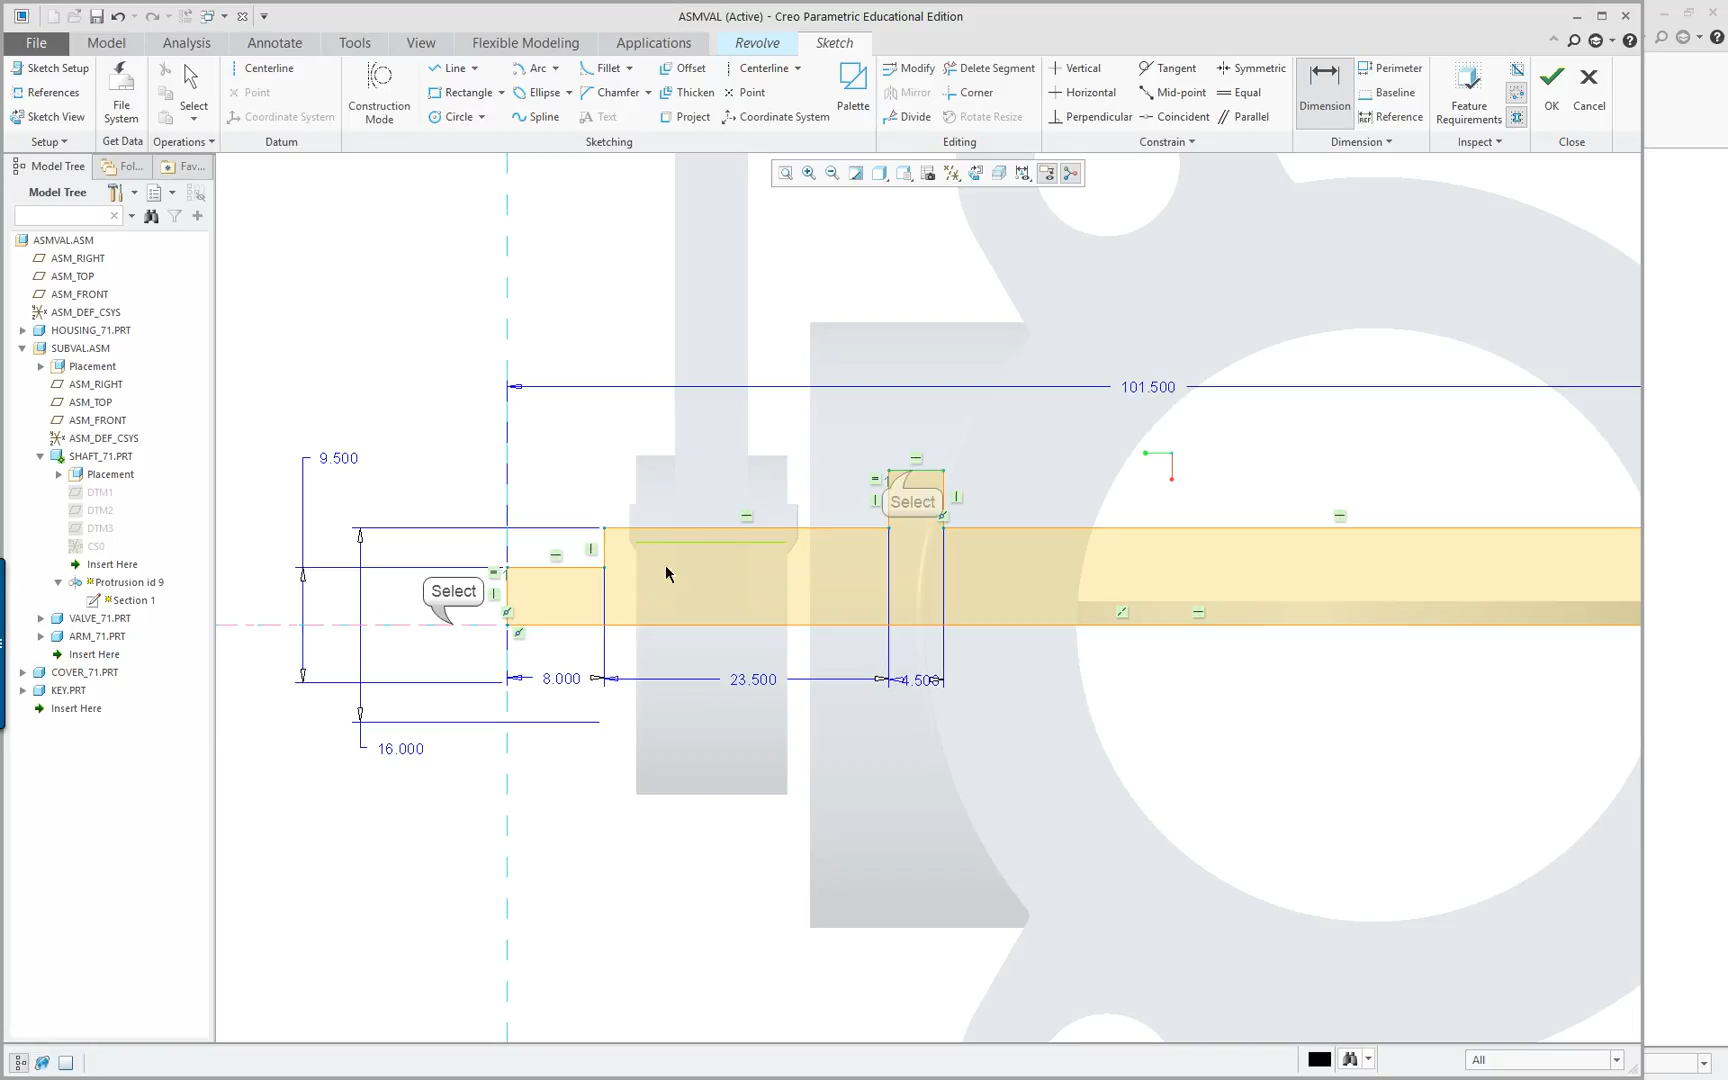 ASMVAL (Active) - Creo Parametric Educational Edition
File
Model
Analysis
Annotate
Tools
View
Flexible Modeling
Applications
Revolve
Sketch
Sketch Setup
References
Sketch View
Setup
File System
Get Data
Select
Operations
Centerline
Point
Coordinate System
Datum
Construction Mode
Line
Rectangle
Circle
Arc
Ellipse
Spline
Fillet
Chamfer
Text
Offset
Thicken
Project
Centerline
Point
Coordinate System
Palette
Sketching
Modify
Mirror
Divide
Delete Segment
Corner
Rotate Resize
Editing
Vertical
Horizontal
Perpendicular
Tangent
Mid-point
Coincident
Symmetric
Equal
Parallel
Constrain
Dimension
Perimeter
Baseline
Reference
Dimension
Feature Requirements
Inspect
OK
Cancel
Close
Model Tree
Fol...
Fav...
Model Tree
ASMVAL.ASM
ASM_RIGHT
ASM_TOP
ASM_FRONT
ASM_DEF_CSYS
HOUSING_71.PRT
SUBVAL.ASM
Placement
ASM_RIGHT
ASM_TOP
ASM_FRONT
ASM_DEF_CSYS
SHAFT_71.PRT
Placement
DTM1
DTM2
DTM3
CS0
Insert Here
Protrusion id 9
Section 1
VALVE_71.PRT
ARM_71.PRT
Insert Here
COVER_71.PRT
KEY.PRT
Insert Here
101.500
9.500
Select
Select
8.000
23.500
4.500
16.000
All